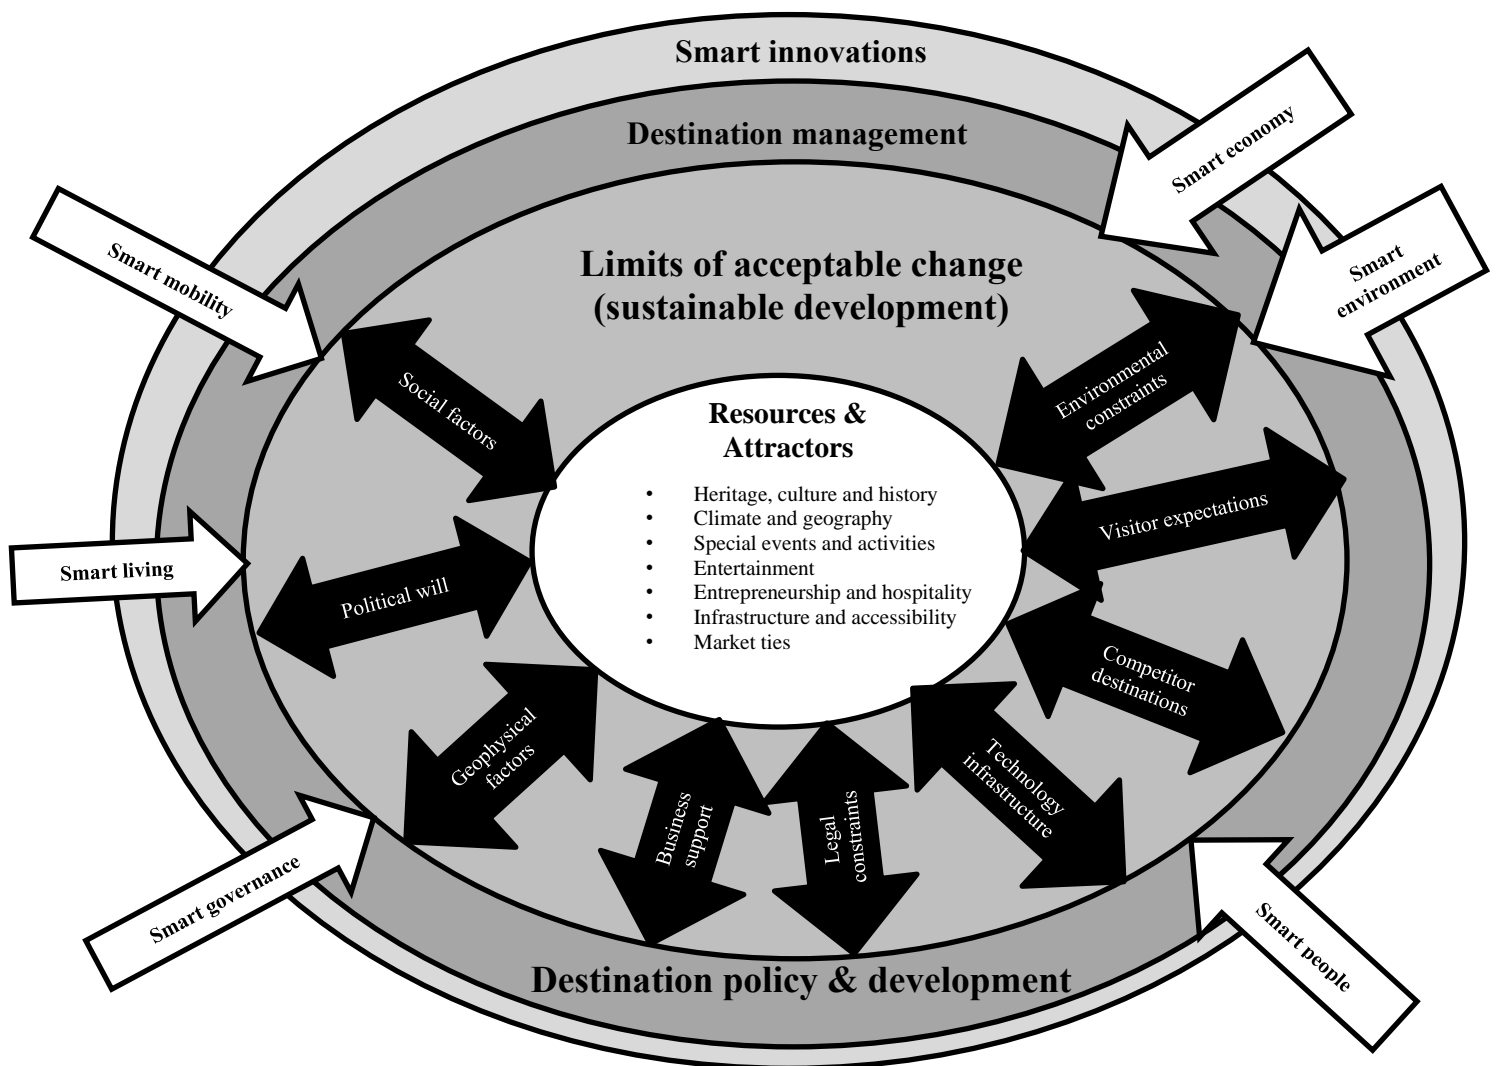 Smart innovations
Destination management
Smart economy
Smart
environment
Smart mobility
Limits of acceptable change
(sustainable development)
Social factors
Environmental
constraints
Resources &
Attractors
• Heritage, culture and history
• Climate and geography
• Special events and activities
• Entertainment
• Entrepreneurship and hospitality
• Infrastructure and accessibility
• Market ties
Visitor expectations
Smart living
Political will
Competitor
destinations
Geophysical
factors
Business
support
Legal
constraints
Technology
infrastructure
Smart governance
Smart people
Destination policy & development